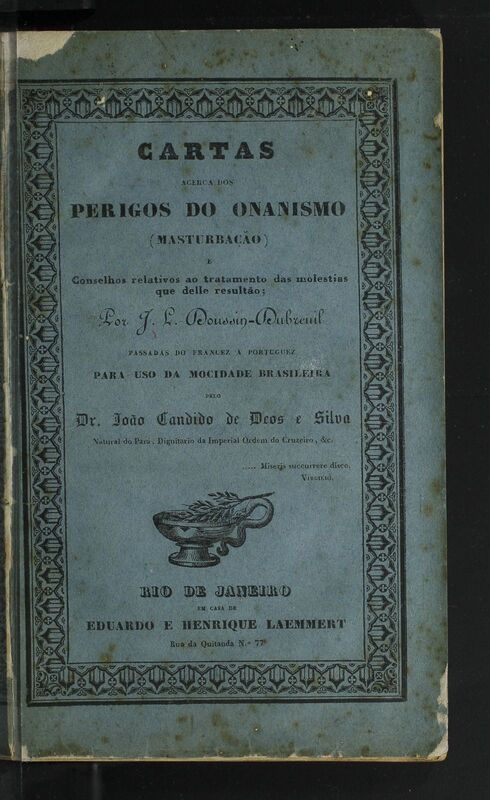 CARTAS
ACERCA DOS
PERIGOS DO ONANISMO
(MASTURBAÇÃO)
E
Conselhos relativos ao tratamento das molestias
que delle resultão;
Por J. L. Doussin-Dubreuil
PASSADAS DO FRANCEZ A PORTUGUEZ
PARA USO DA MOCIDADE BRASILEIRA
PELO
Dr. João Candido de Deos e Silva
Natural do Pará, Dignitario da Imperial Ordem do Cruzeiro, &c.
..... Miseris succurrere disco.
VIRGILIO.
RIO DE JANEIRO
EM CASA DE
EDUARDO E HENRIQUE LAEMMERT
Rua da Quitanda N.º 77